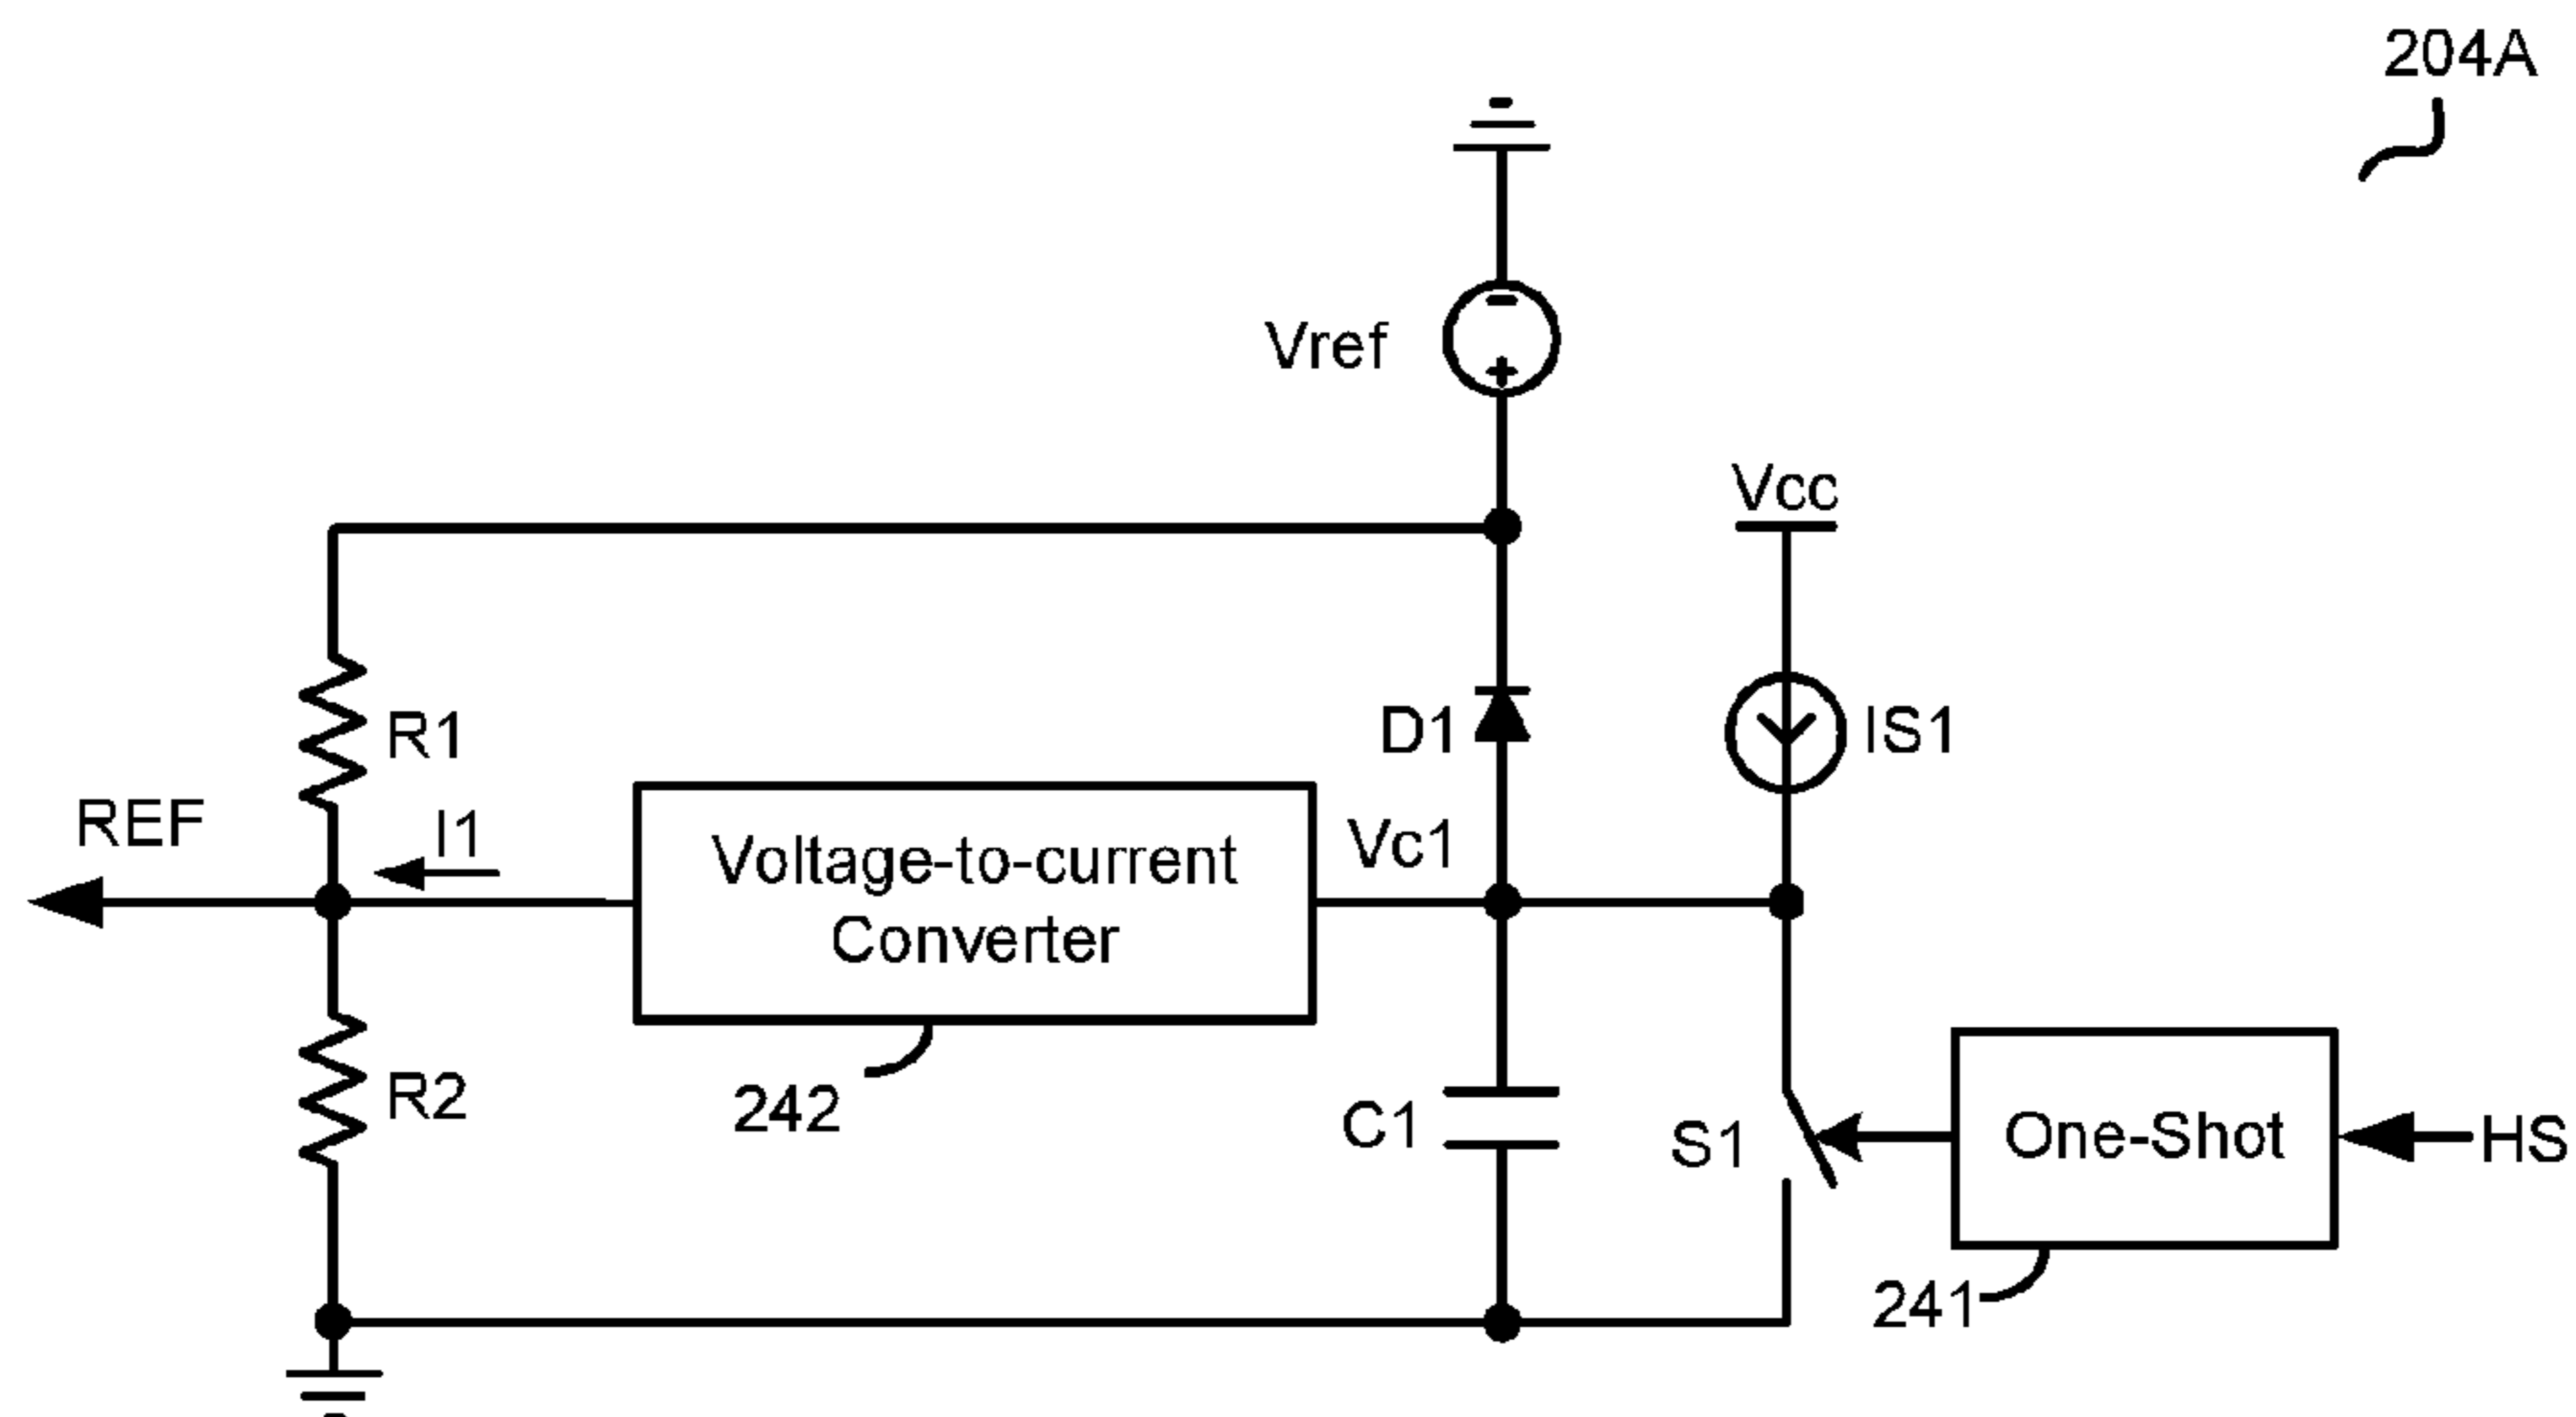 204A
Vref
Vcc
R1
D1
IS1
REF
I1
Voltage-to-current
Converter
Vc1
R2
242
C1
S1
One-Shot
HS
241